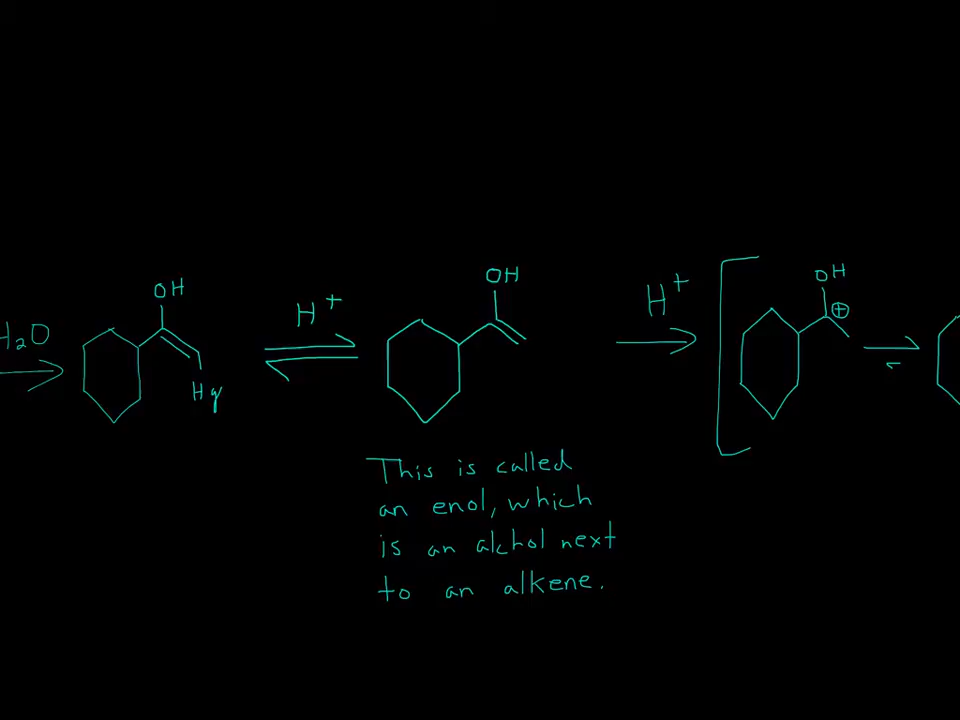 OH
OH
OH
H+
H+
H₂O
⊕
Hg
This is called
an enol, which
is an alchol next
to an alkene.